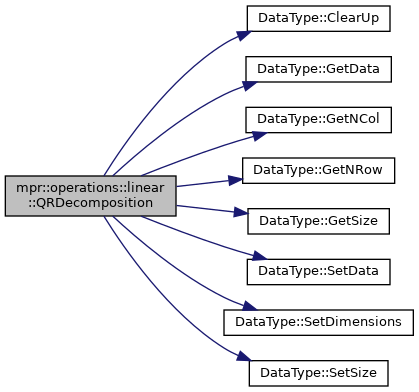 mpr::operations::linear
::QRDecomposition
DataType::ClearUp
DataType::GetData
DataType::GetNCol
DataType::GetNRow
DataType::GetSize
DataType::SetData
DataType::SetDimensions
DataType::SetSize